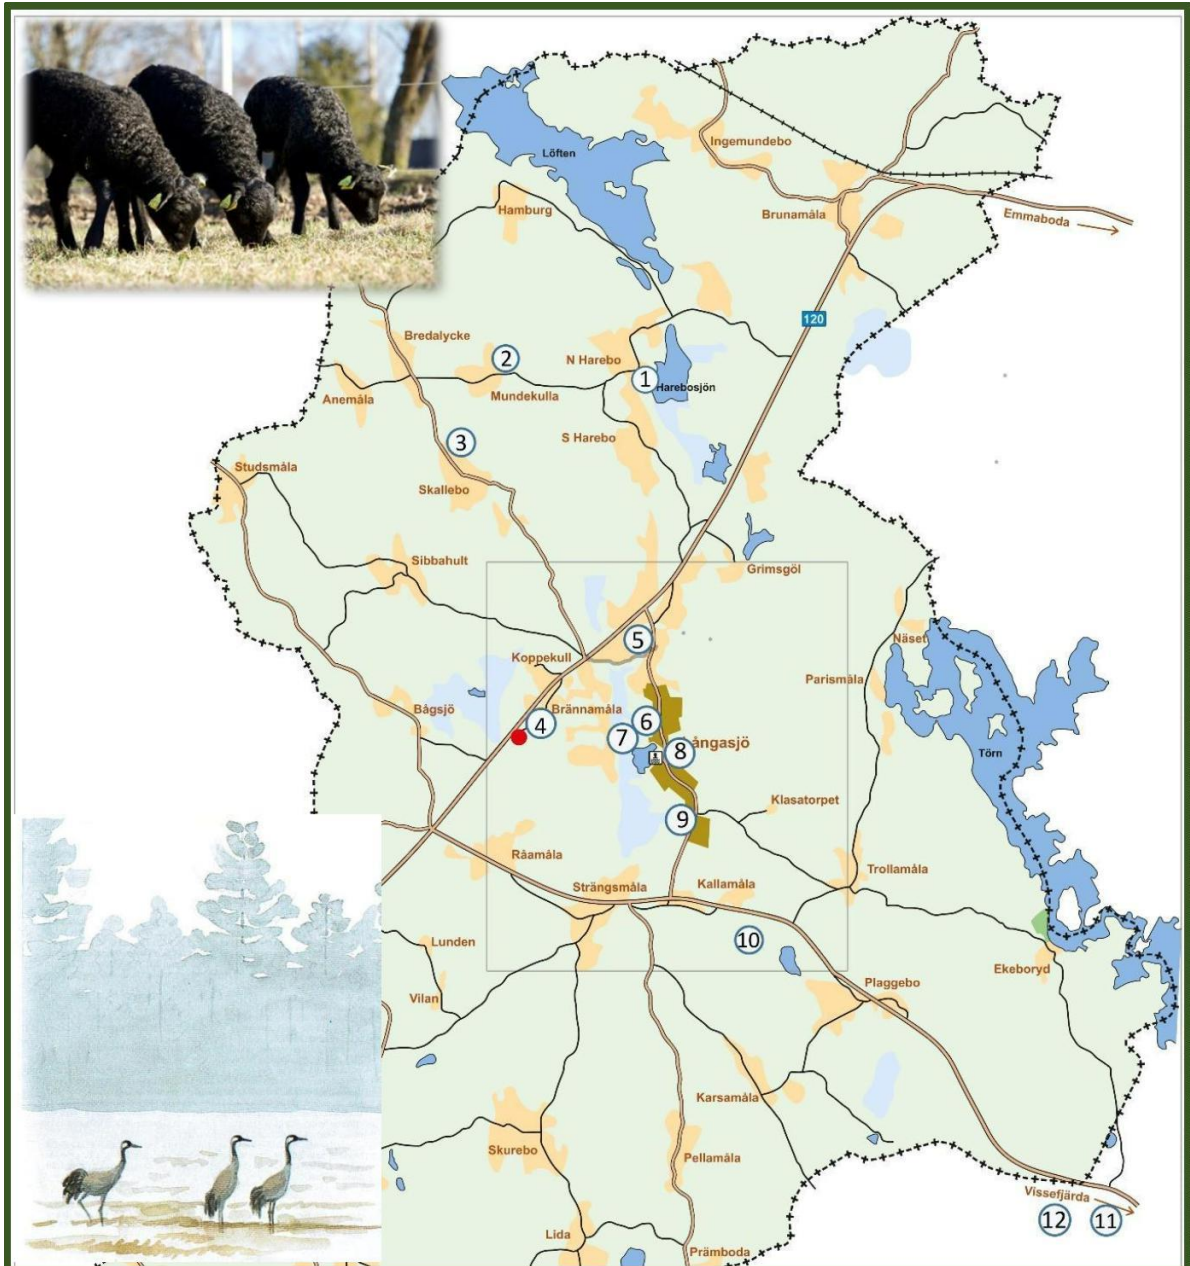 Löften
Ingemundebo
Hamburg
Brunamåla
Emmaboda
120
Bredalycke
2
N Harebo
1
Harebosjön
Anemåla
Mundekulla
3
S Harebo
Studsmåla
Skallebo
Sibbahult
Grimsgöl
5
Näset
Koppekull
Parismåla
Bågsjö
Brännamåla
4
6
7
8
ångasjö
Törn
Klasatorpet
9
Råamåla
Trollamåla
Strängsmåla
Kallamåla
Lunden
10
Ekeboryd
Vilan
Plaggebo
Karsamåla
Skurebo
Pellamåla
Vissefjärda
12
11
Lida
Främboda